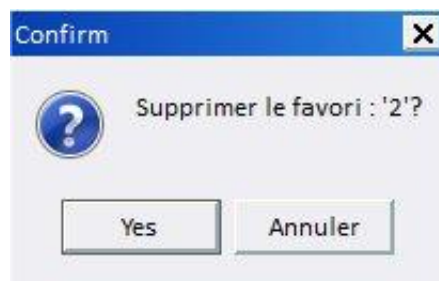 Confirm
Supprimer le favori : '2'?
Yes
Annuler